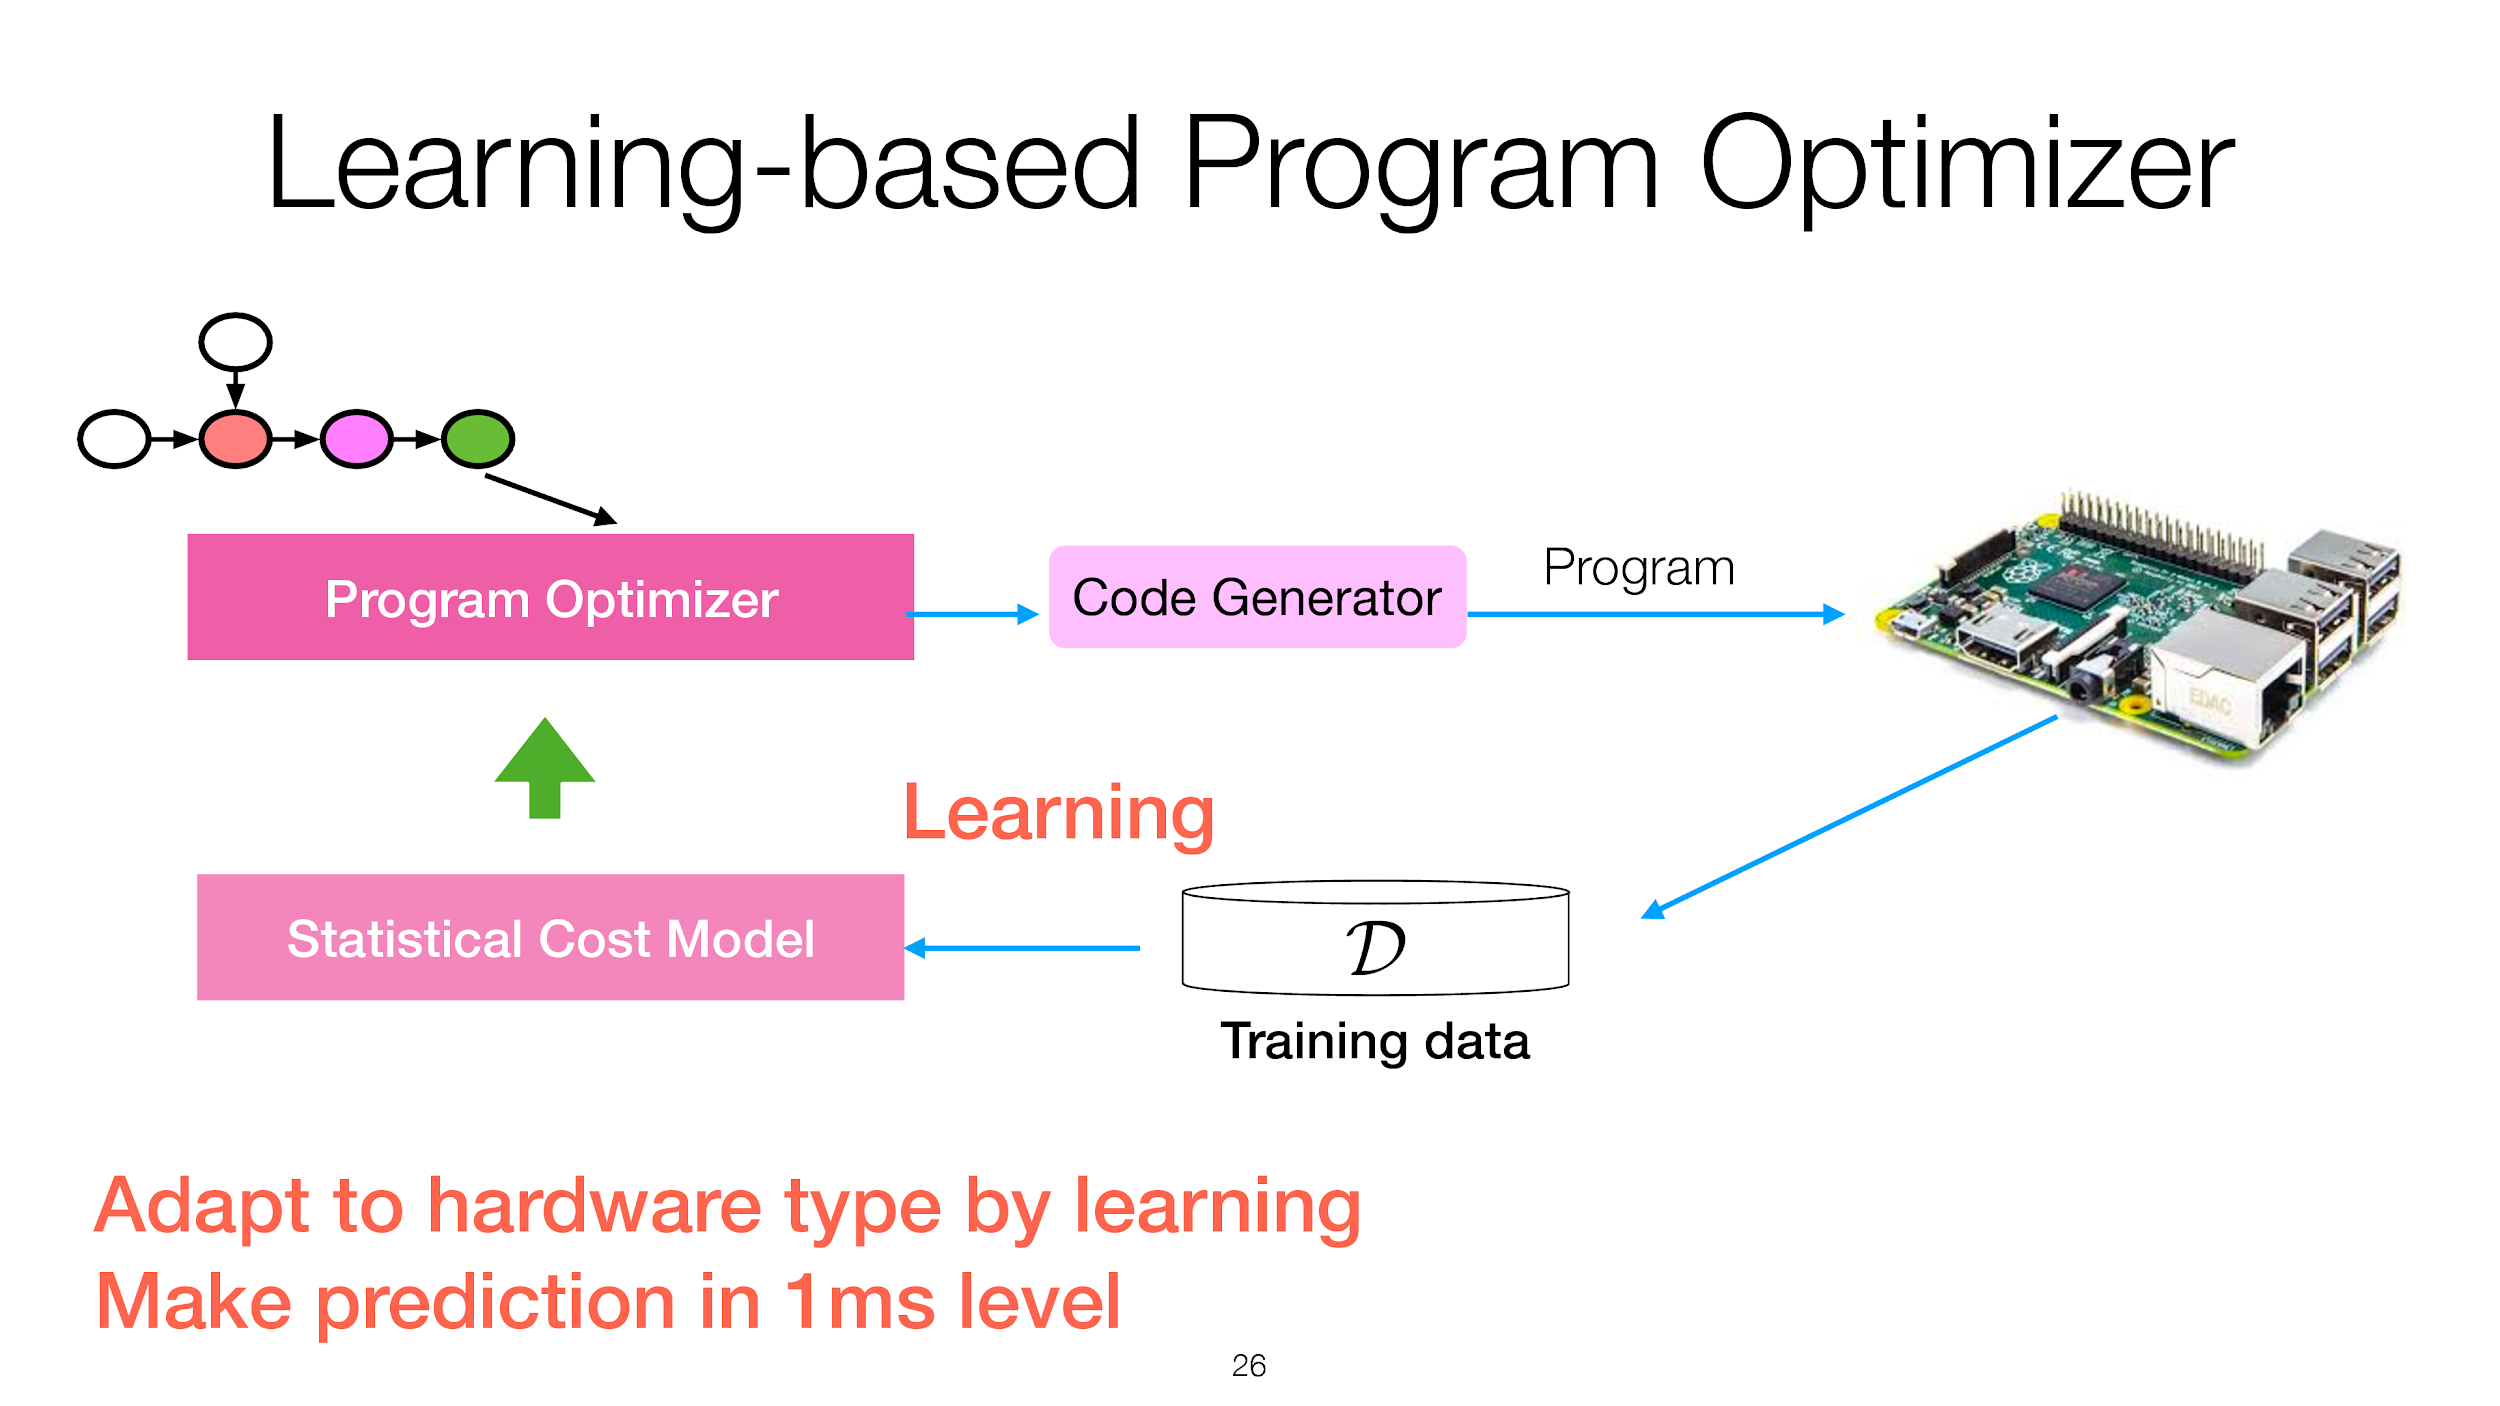 Learning-based Program Optimizer
Program Optimizer
Code Generator
Program
EDAC
Learning
Statistical Cost Model
𝒟
Training data
Adapt to hardware type by learning
Make prediction in 1ms level
26